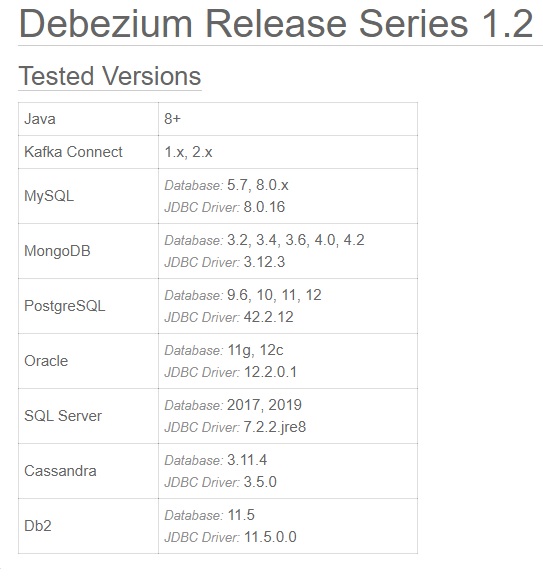 Debezium Release Series 1.2
Tested Versions
Java 8+
Kafka Connect 1.x, 2.x
MySQL
Database: 5.7, 8.0.x
JDBC Driver: 8.0.16
MongoDB
Database: 3.2, 3.4, 3.6, 4.0, 4.2
JDBC Driver: 3.12.3
PostgreSQL
Database: 9.6, 10, 11, 12
JDBC Driver: 42.2.12
Oracle
Database: 11g, 12c
JDBC Driver: 12.2.0.1
SQL Server
Database: 2017, 2019
JDBC Driver: 7.2.2.jre8
Cassandra
Database: 3.11.4
JDBC Driver: 3.5.0
Db2
Database: 11.5
JDBC Driver: 11.5.0.0